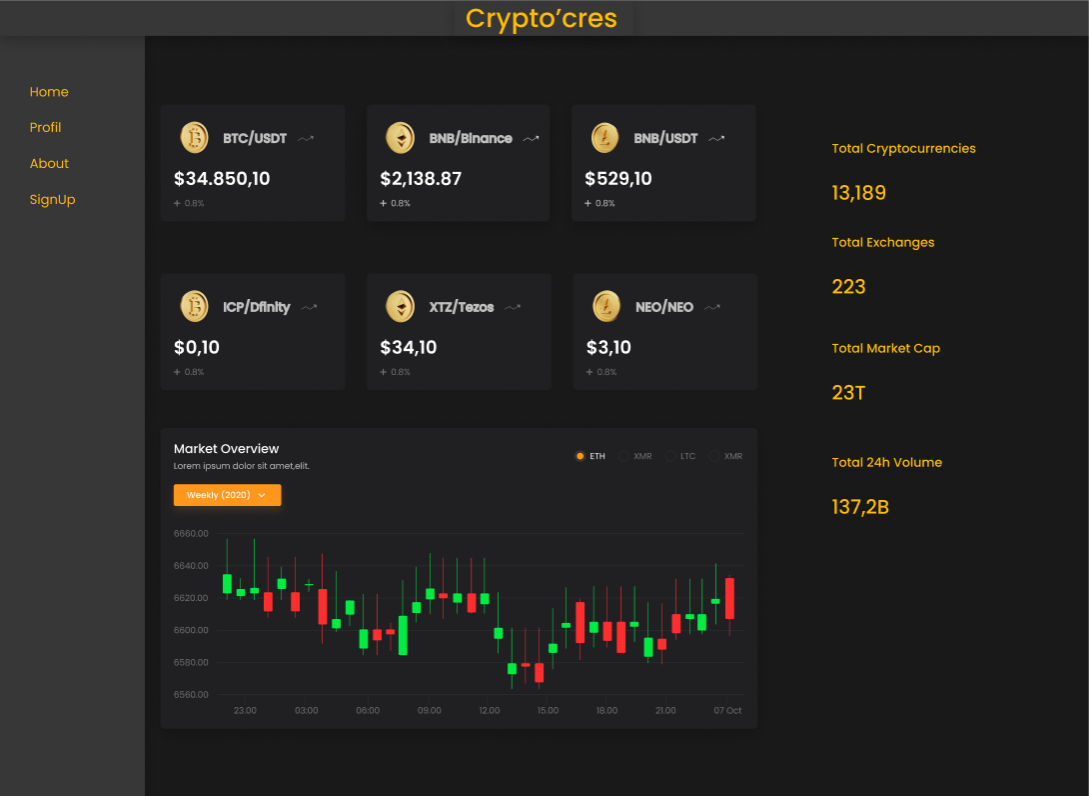 Crypto’cres
Home
Profil
About
SignUp
BTC/USDT
$34.850,10
+ 0.8%
BNB/Binance
$2,138.87
+ 0.8%
BNB/USDT
$529,10
+ 0.8%
ICP/Dfinity
$0,10
+ 0.8%
XTZ/Tezos
$34,10
+ 0.8%
NEO/NEO
$3,10
+ 0.8%
Total Cryptocurrencies
13,189
Total Exchanges
223
Total Market Cap
23T
Total 24h Volume
137,2B
Market Overview
Lorem ipsum dolor sit amet,elit.
ETH XMR LTC XMR
Weekly (2020)
6660.00
6640.00
6620.00
6600.00
6580.00
6560.00
23.00 03:00 06:00 09.00 12.00 15.00 18.00 21.00 07 Oct